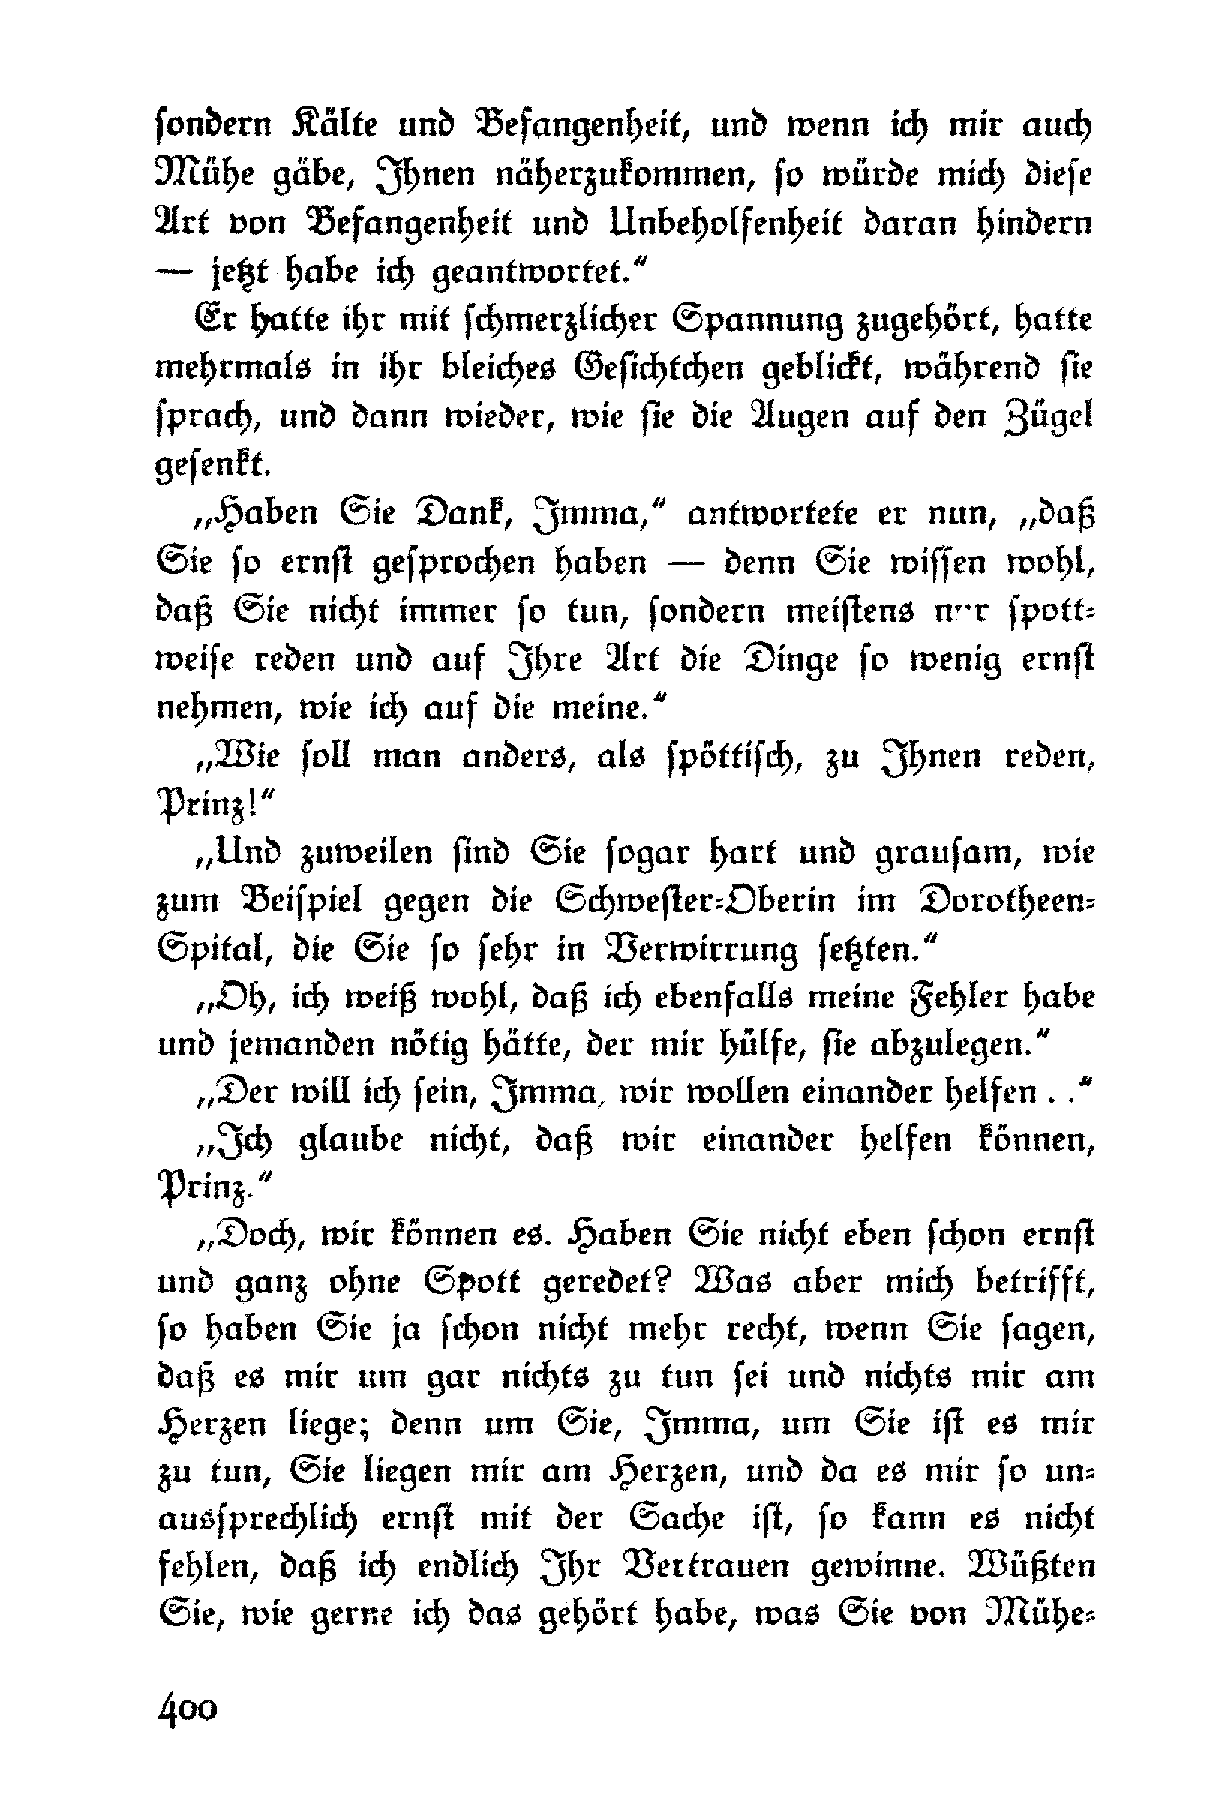 sondern Kälte und Befangenheit, und wenn ich mir auch
Mühe gäbe, Ihnen näherzukommen, so würde mich diese
Art von Befangenheit und Unbeholfenheit daran hindern
— jetzt habe ich geantwortet.“
Er hatte ihr mit schmerzlicher Spannung zugehört, hatte
mehrmals in ihr bleiches Gesichtchen geblickt, während sie
sprach, und dann wieder, wie sie die Augen auf den Zügel
gesenkt.
„Haben Sie Dank, Imma,“ antwortete er nun, „daß
Sie so ernst gesprochen haben — denn Sie wissen wohl,
daß Sie nicht immer so tun, sondern meistens spott-
weise reden und auf Ihre Art die Dinge so wenig ernst
nehmen, wie ich auf die meine.“
„Wie soll man anders, als spöttisch, zu Ihnen reden,
Prinz!“
„Und zuweilen sind Sie sogar hart und grausam, wie
zum Beispiel gegen die Schwester-Oberin im Dorotheen-
Spital, die Sie so sehr in Verwirrung setzten.“
„Oh, ich weiß wohl, daß ich ebenfalls meine Fehler habe
und jemanden nötig hätte, der mir hülfe, sie abzulegen.“
„Der will ich sein, Imma, wir wollen einander helfen . .“
„Ich glaube nicht, daß wir einander helfen können,
Prinz.“
„Doch, wir können es. Haben Sie nicht eben schon ernst
und ganz ohne Spott geredet? Was aber mich betrifft,
so haben Sie ja schon nicht mehr recht, wenn Sie sagen,
daß es mir um gar nichts zu tun sei und nichts mir am
Herzen liege; denn um Sie, Imma, um Sie ist es mir
zu tun, Sie liegen mir am Herzen, und da es mir so un-
aussprechlich ernst mit der Sache ist, so kann es nicht
fehlen, daß ich endlich Ihr Vertrauen gewinne. Wüßten
Sie, wie gerne ich das gehört habe, was Sie von Mühe-
400